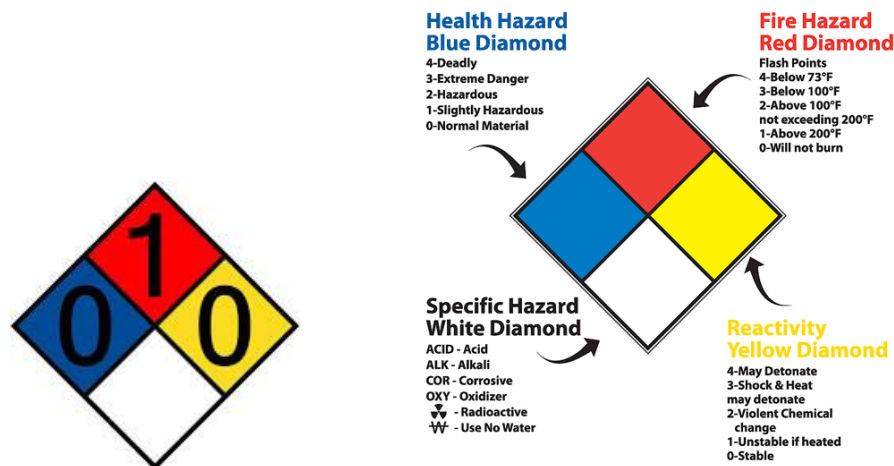 1
0
0
Health Hazard
Blue Diamond
4-Deadly
3-Extreme Danger
2-Hazardous
1-Slightly Hazardous
0-Normal Material
Fire Hazard
Red Diamond
Flash Points
4-Below 73°F
3-Below 100°F
2-Above 100°F
not exceeding 200°F
1-Above 200°F
0-Will not burn
Specific Hazard
White Diamond
ACID - Acid
ALK - Alkali
COR - Corrosive
OXY - Oxidizer
- Radioactive
W - Use No Water
Reactivity
Yellow Diamond
4-May Detonate
3-Shock & Heat
may detonate
2-Violent Chemical
change
1-Unstable if heated
0-Stable